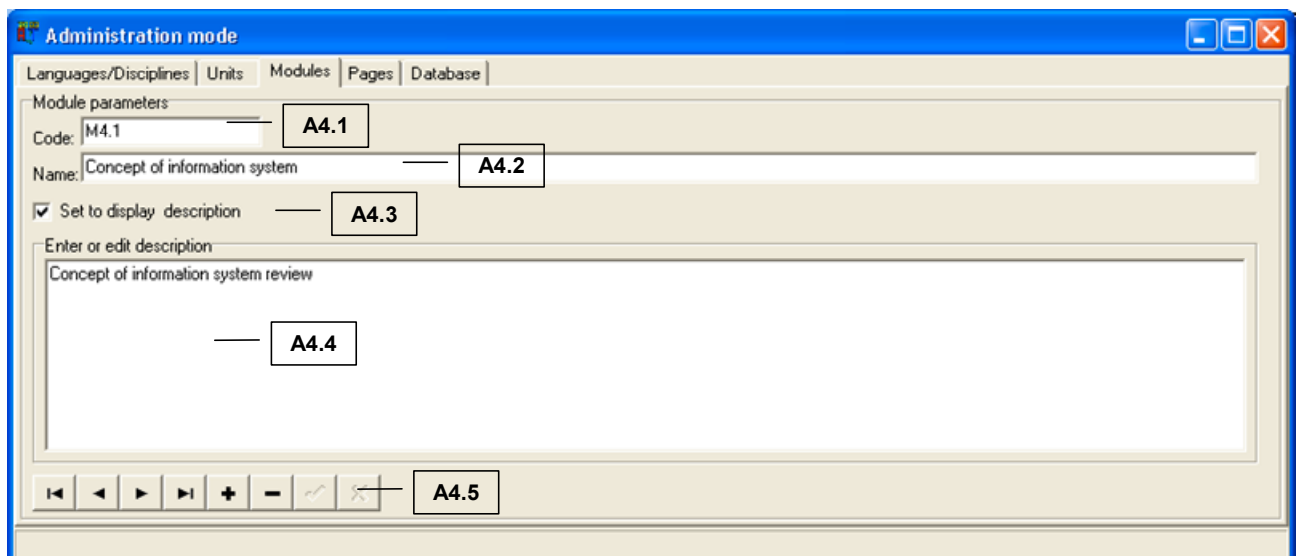 Administration mode
Languages/Disciplines Units Modules Pages Database
Module parameters
Code: M4.1 A4.1
Name: Concept of information system A4.2
Set to display description A4.3
Enter or edit description
Concept of information system review
A4.4
A4.5